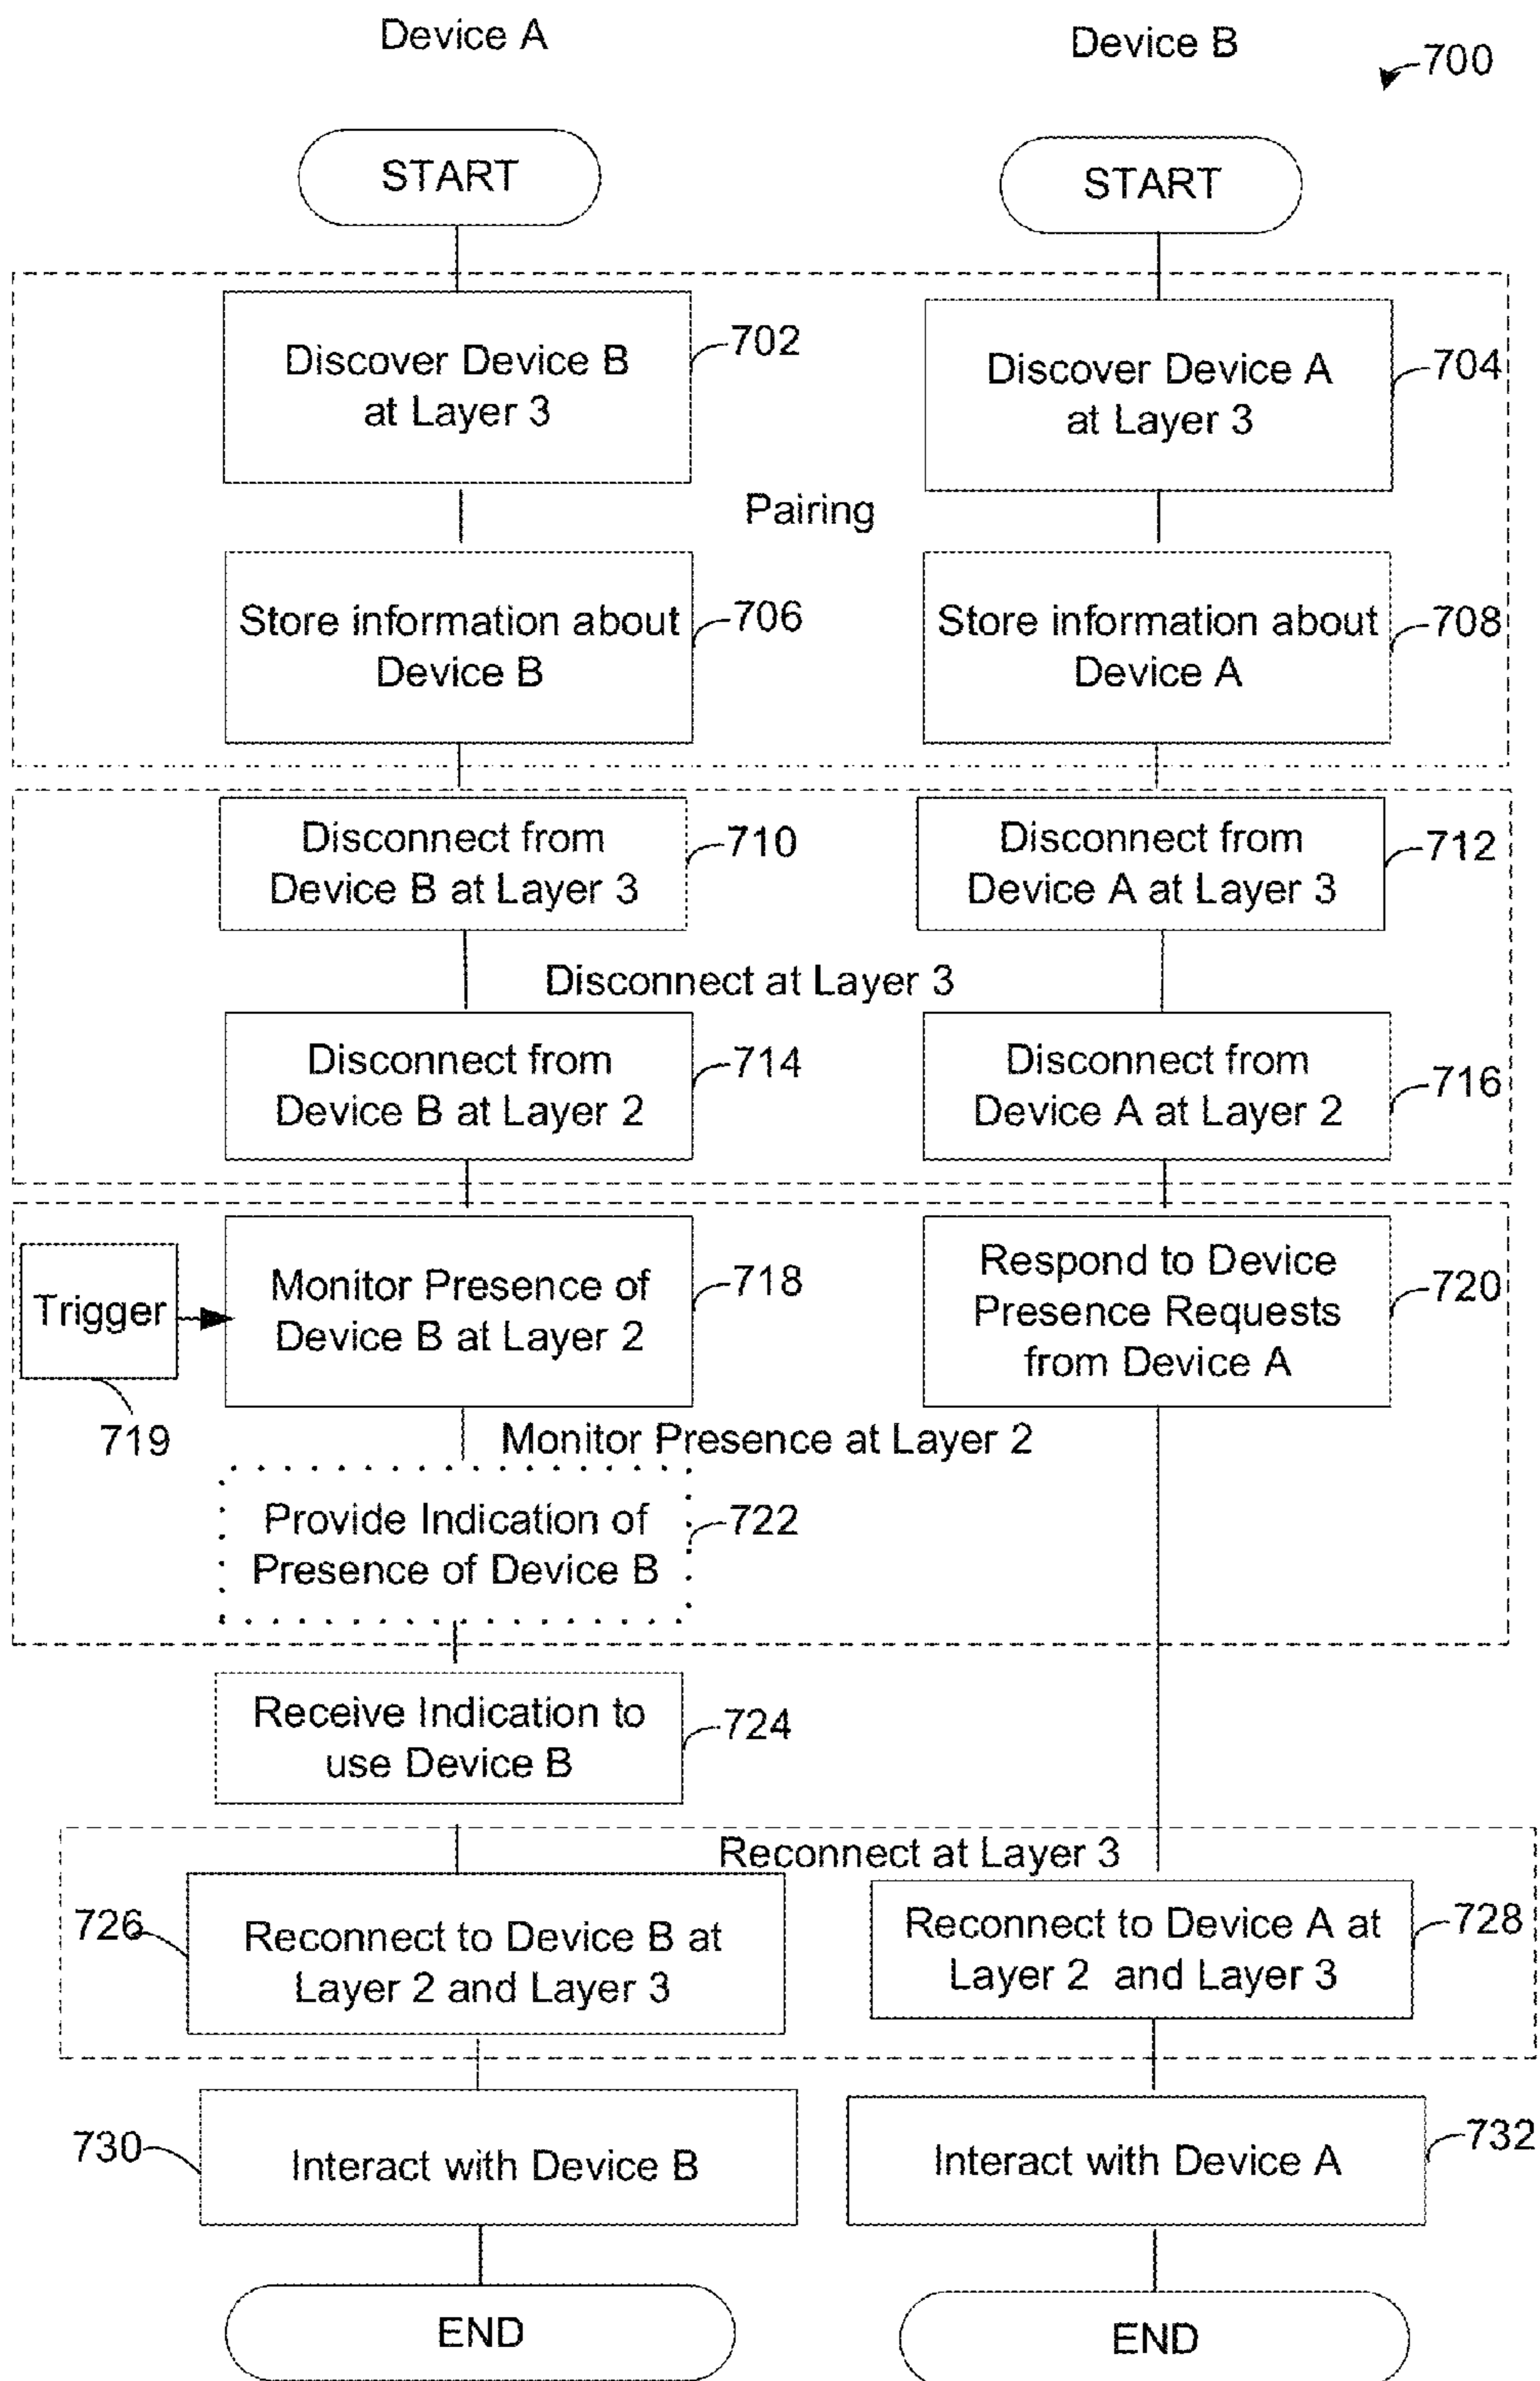 Device A
Device B
700
START
START
Discover Device B
at Layer 3
702
Discover Device A
at Layer 3
704
Pairing
Store information about
Device B
706
Store information about
Device A
708
Disconnect from
Device B at Layer 3
710
Disconnect from
Device A at Layer 3
712
Disconnect at Layer 3
Disconnect from
Device B at Layer 2
714
Disconnect from
Device A at Layer 2
716
Trigger
719
Monitor Presence of
Device B at Layer 2
718
Respond to Device
Presence Requests
from Device A
720
Monitor Presence at Layer 2
Provide Indication of
Presence of Device B
722
Receive Indication to
use Device B
724
Reconnect at Layer 3
726
Reconnect to Device B at
Layer 2 and Layer 3
Reconnect to Device A at
Layer 2 and Layer 3
728
730
Interact with Device B
Interact with Device A
732
END
END